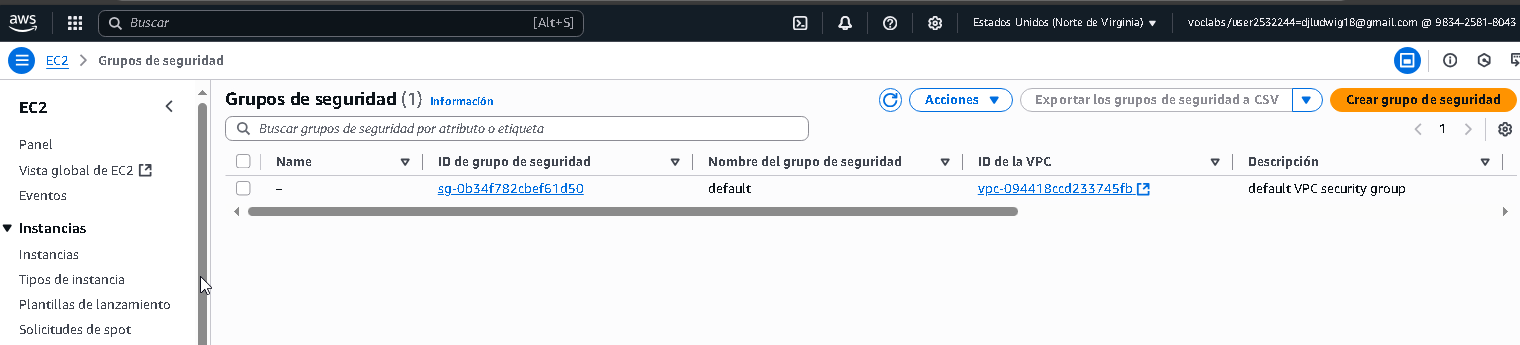 aws Buscar [Alt+S] Estados Unidos (Norte de Virginia) voclabs/user2532244=djludwig18@gmail.com @ 9834-2581-8043
EC2 Grupos de seguridad
EC2
Panel
Vista global de EC2
Eventos
Instancias
Instancias
Tipos de instancia
Plantillas de lanzamiento
Solicitudes de spot
Grupos de seguridad (1) Información
Acciones Exportar los grupos de seguridad a CSV Crear grupo de seguridad
Buscar grupos de seguridad por atributo o etiqueta 1
Name ID de grupo de seguridad Nombre del grupo de seguridad ID de la VPC Descripción
– sg-0b34f782cbef61d50 default vpc-094418ccd233745fb default VPC security group